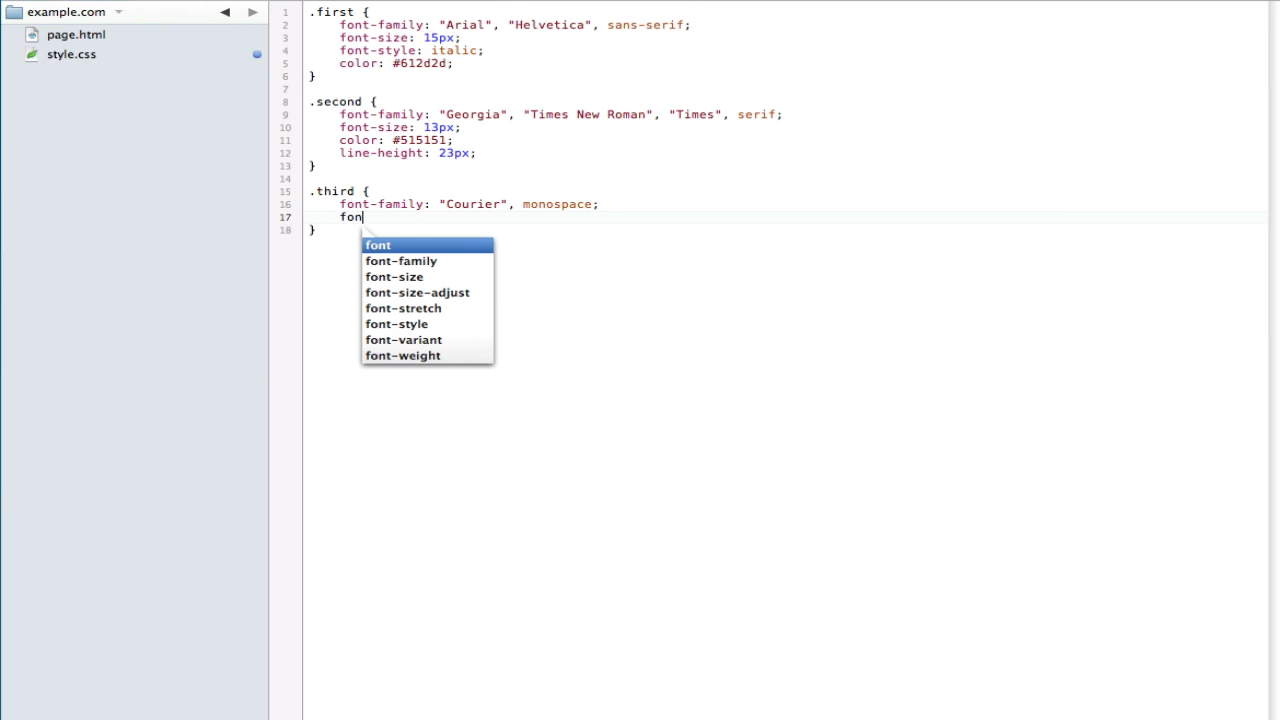 example.com
page.html
style.css
1 .first {
2 font-family: "Arial", "Helvetica", sans-serif;
3 font-size: 15px;
4 font-style: italic;
5 color: #612d2d;
6 }
7
8 .second {
9 font-family: "Georgia", "Times New Roman", "Times", serif;
10 font-size: 13px;
11 color: #515151;
12 line-height: 23px;
13 }
14
15 .third {
16 font-family: "Courier", monospace;
17 fon
18 }
font
font-family
font-size
font-size-adjust
font-stretch
font-style
font-variant
font-weight